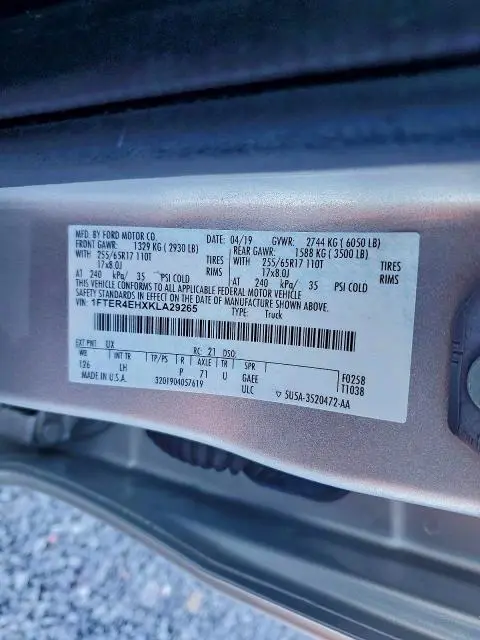 MFD. BY FORD MOTOR CO. DATE: 04/19 GVWR: 2744 KG ( 6050 LB)
FRONT GAWR: 1329 KG ( 2930 LB) REAR GAWR: 1588 KG ( 3500 LB)
WITH 255/65R17 110T TIRES WITH 255/65R17 110T TIRES
17x8.0J RIMS 17x8.0J RIMS
AT 240 kPa/ 35 PSI COLD AT 240 kPa/ 35 PSI COLD
THIS VEHICLE CONFORMS TO ALL APPLICABLE FEDERAL MOTOR VEHICLE
SAFETY AND THEFT PREVENTION STANDARDS IN EFFECT ON THE DATE OF MANUFACTURE SHOWN ABOVE.
VIN: 1FTER4EHXKLA29265 TYPE: Truck
EXT PNT: UX RC: 21 DSO:
WB INT TR TP/PS R AXLE TR SPR
126 LH P 71 U GAEE F0258
3201904057619 ULC T1038
5U5A-3S20472-AA